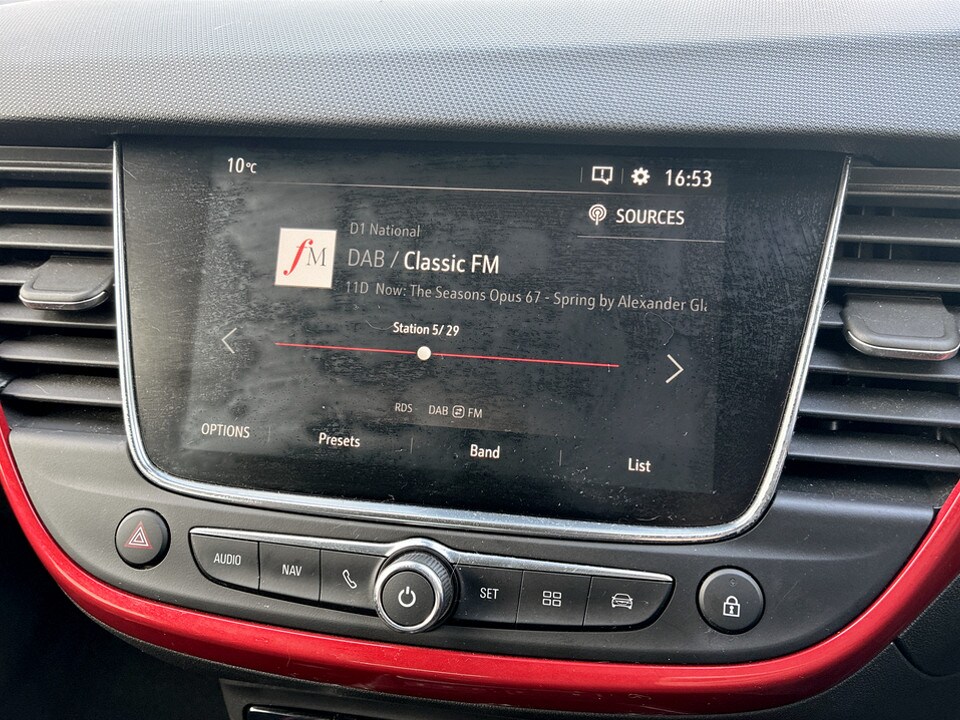 10°C
16:53
SOURCES
D1 National
fM
DAB / Classic FM
11D Now: The Seasons Opus 67 - Spring by Alexander Gl
Station 5/ 29
RDS DAB FM
OPTIONS Presets Band List
AUDIO NAV SET